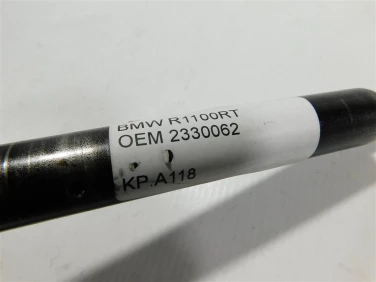 BMW R1100RT
OEM 2330062
KP.A118